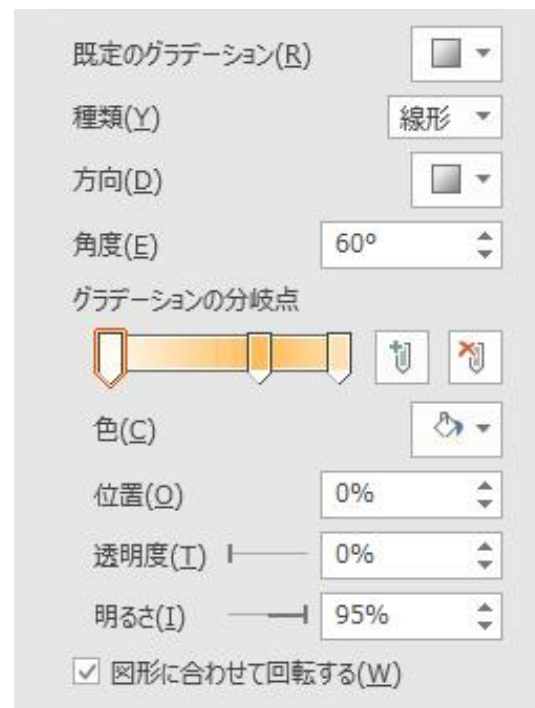 既定のグラデーション(R)
種類(Y) 線形
方向(D)
角度(E) 60°
グラデーションの分岐点
色(C)
位置(O) 0%
透明度(T) 0%
明るさ(I) 95%
図形に合わせて回転する(W)